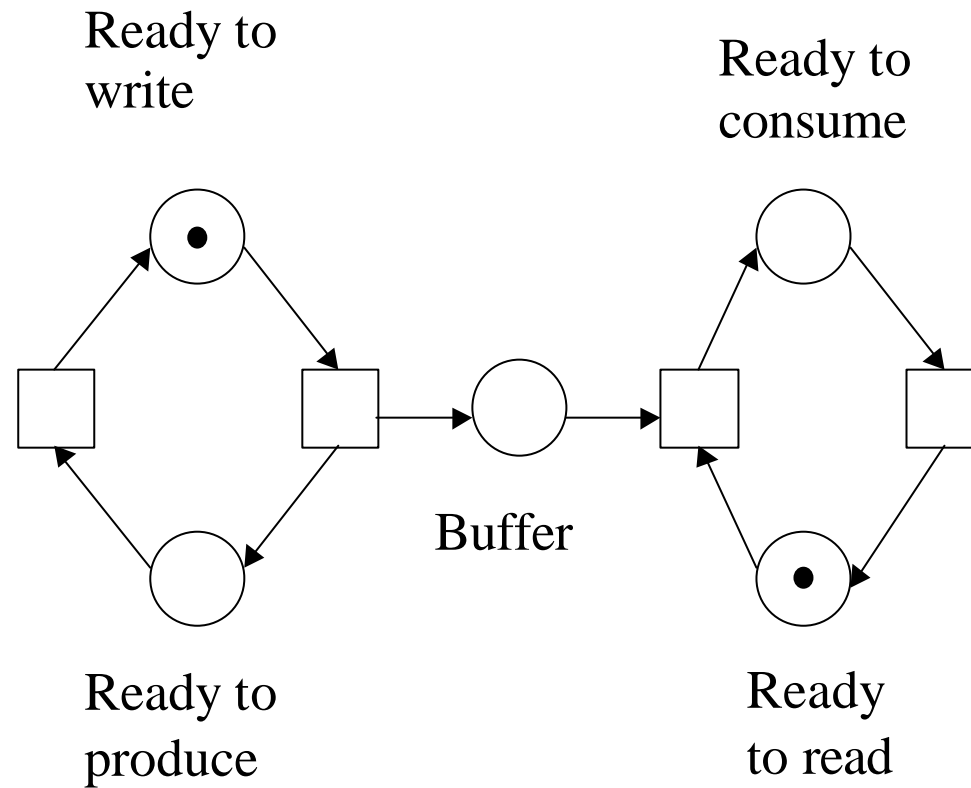 Ready to
write
Ready to
consume
Buffer
Ready to
produce
Ready
to read